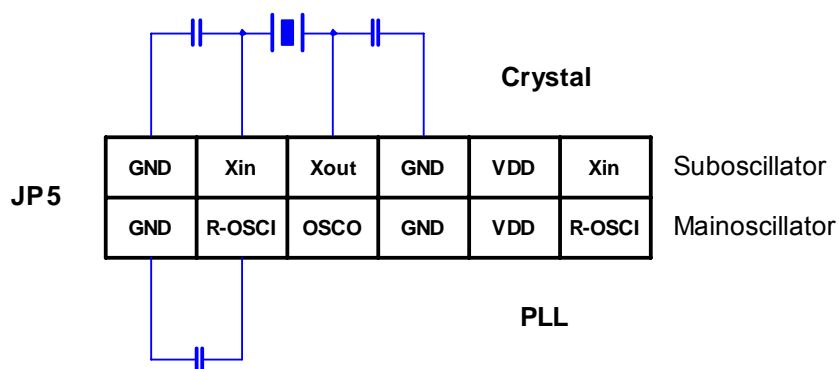 Crystal
GND Xin Xout GND VDD Xin Suboscillator
JP5
GND R-OSCI OSCO GND VDD R-OSCI Mainoscillator
PLL